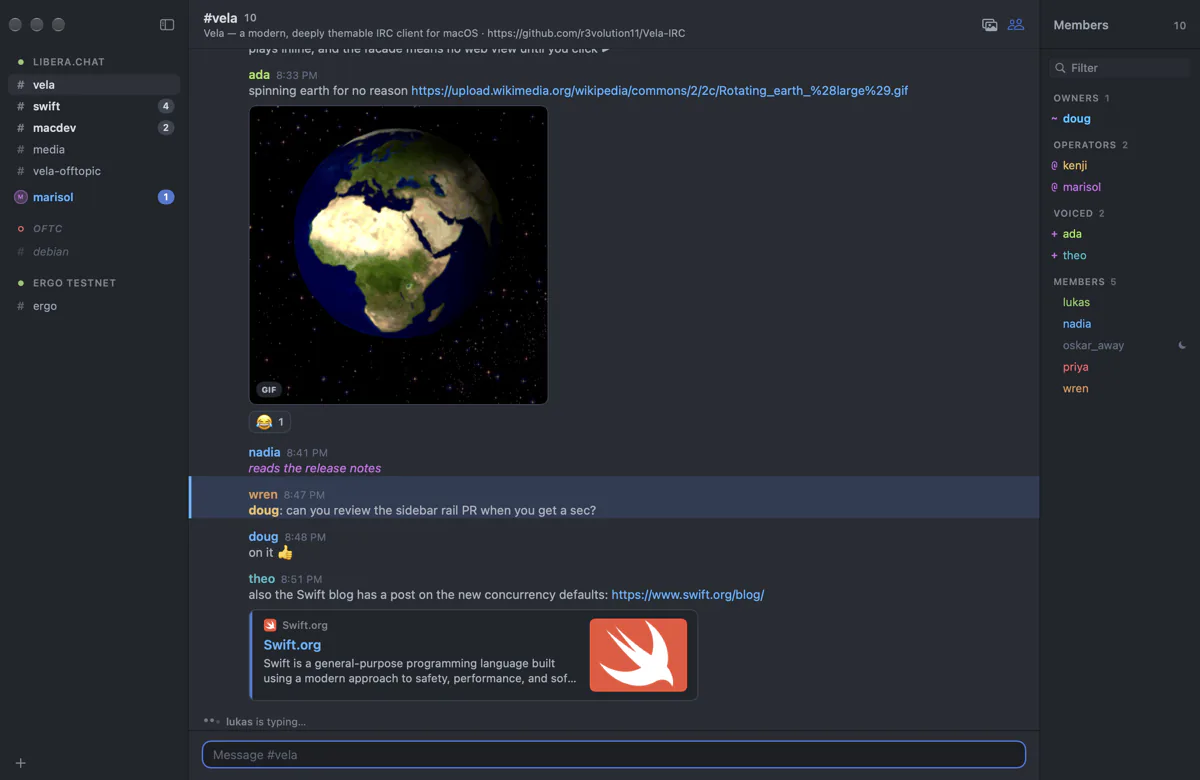 LIBERA.CHAT
# vela
# swift 4
# macdev 2
# media
# vela-offtopic
M marisol 1
OFTC
# debian
ERGO TESTNET
# ergo
+
#vela 10
Vela — a modern, deeply themable IRC client for macOS · https://github.com/r3volution11/Vela-IRC
plays inline, and the facade means no web view until you click ►
ada 8:33 PM
spinning earth for no reason https://upload.wikimedia.org/wikipedia/commons/2/2c/Rotating_earth_%28large%29.gif
GIF
😂 1
nadia 8:41 PM
reads the release notes
wren 8:47 PM
doug: can you review the sidebar rail PR when you get a sec?
doug 8:48 PM
on it 👍
theo 8:51 PM
also the Swift blog has a post on the new concurrency defaults: https://www.swift.org/blog/
Swift.org
Swift.org
Swift is a general-purpose programming language built
using a modern approach to safety, performance, and sof...
lukas is typing...
Message #vela
Members 10
Filter
OWNERS 1
~ doug
OPERATORS 2
@ kenji
@ marisol
VOICED 2
+ ada
+ theo
MEMBERS 5
lukas
nadia
oskar_away
priya
wren